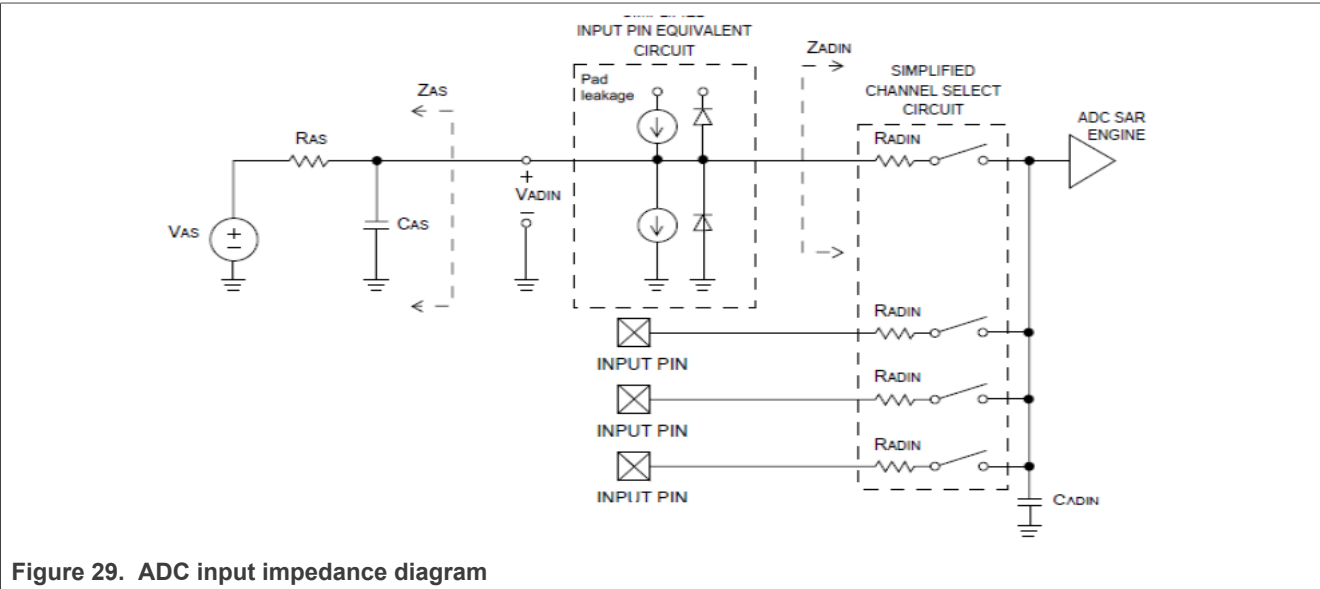 INPUT PIN EQUIVALENT
CIRCUIT
ZADIN
SIMPLIFIED
CHANNEL SELECT
CIRCUIT
Pad
leakage
ZAS
ADC SAR
ENGINE
RAS
RADIN
+
VADIN
–
VAS
+
–
CAS
RADIN
INPUT PIN
RADIN
INPUT PIN
RADIN
INPUT PIN
CADIN
Figure 29. ADC input impedance diagram